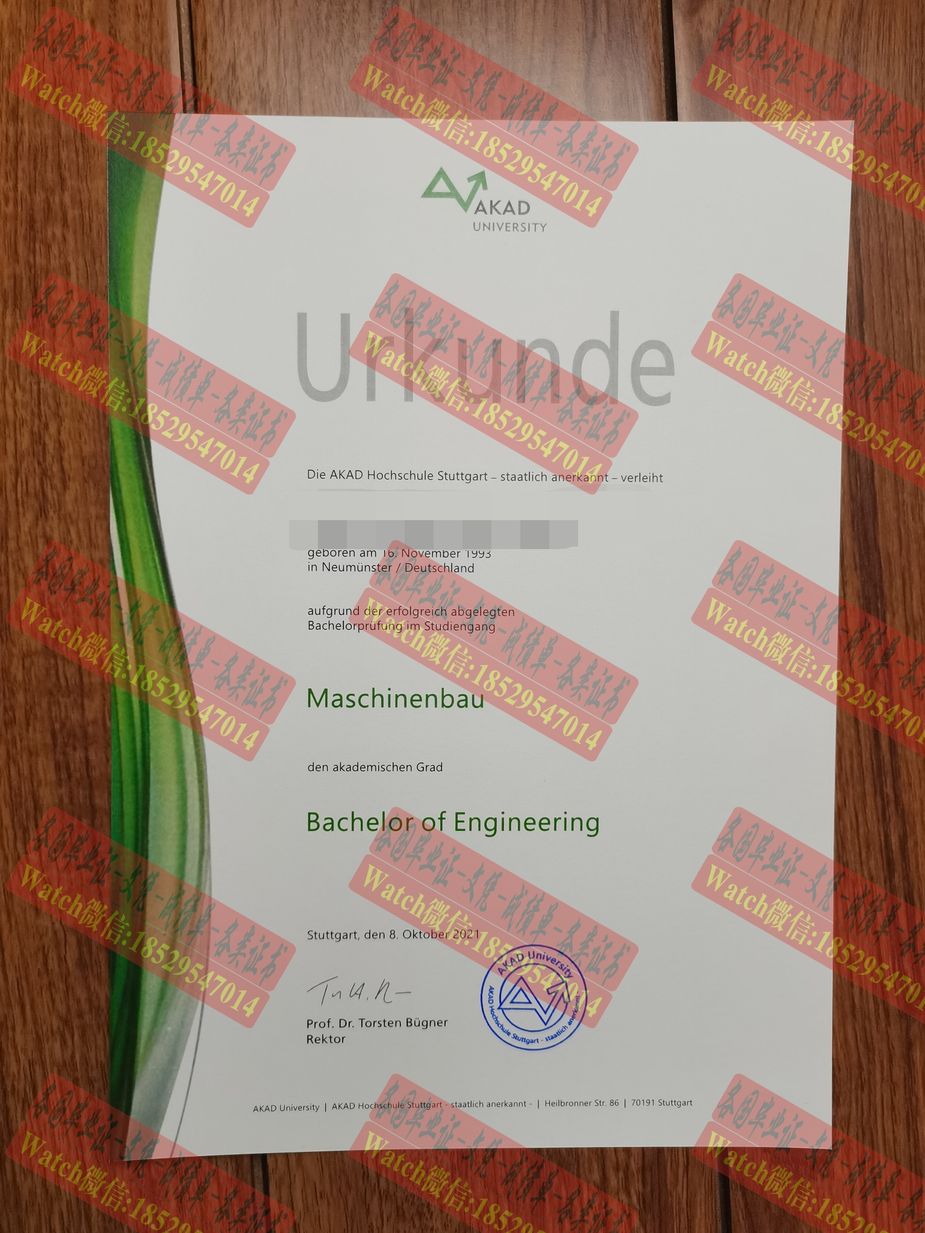 各国毕业证-文凭-成绩单-各类证书
Watch微信:18529547014
AKAD
UNIVERSITY
Urkunde
Die AKAD Hochschule Stuttgart – staatlich anerkannt – verleiht
geboren am 16. November 1993
in Neumünster / Deutschland
aufgrund der erfolgreich abgelegten
Bachelorprüfung im Studiengang
Maschinenbau
den akademischen Grad
Bachelor of Engineering
Stuttgart, den 8. Oktober 2021
Prof. Dr. Torsten Bügner
Rektor
AKAD University
AKAD Hochschule Stuttgart - staatlich anerkannt
AKAD University | AKAD Hochschule Stuttgart - staatlich anerkannt - | Heilbronner Str. 86 | 70191 Stuttgart